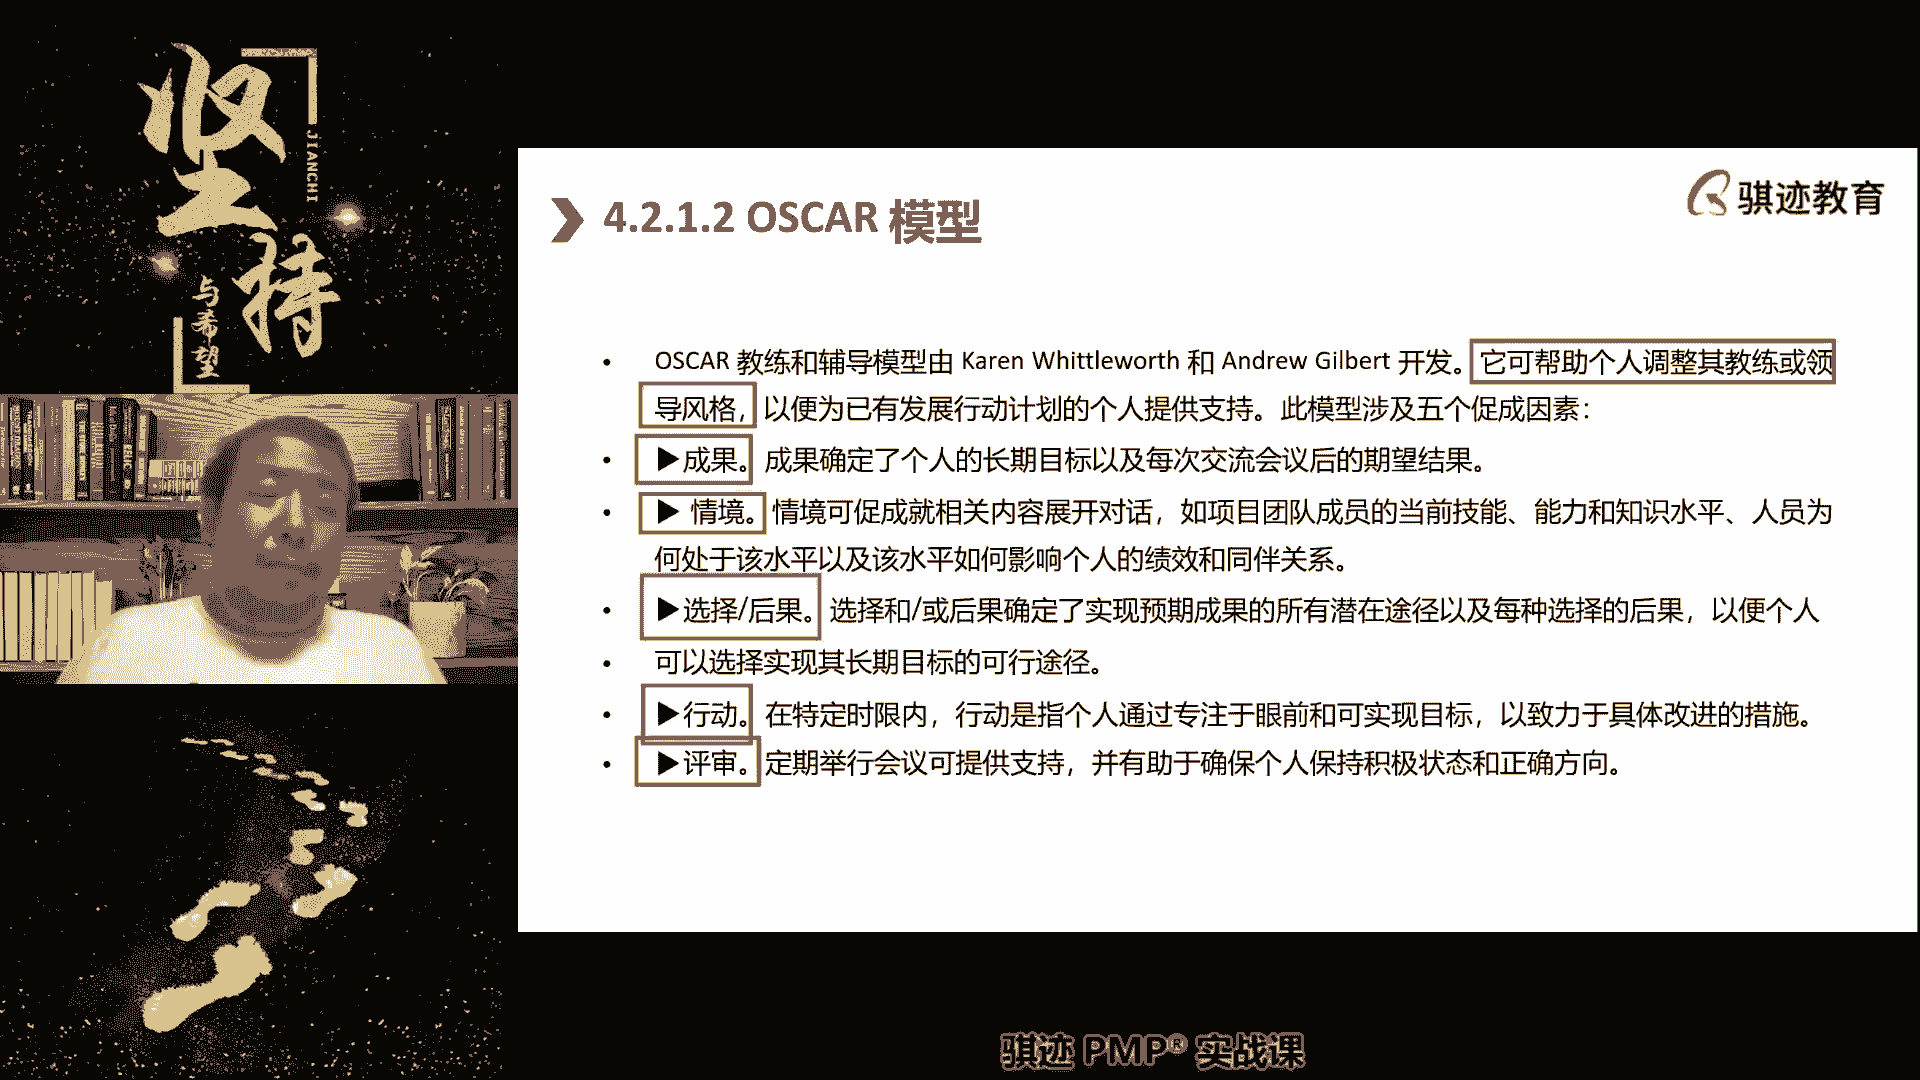 坚持
JIANCHI
与希望
骐迹教育
4.2.1.2 OSCAR 模型
• OSCAR 教练和辅导模型由 Karen Whittleworth 和 Andrew Gilbert 开发。它可帮助个人调整其教练或领
导风格，以便为已有发展行动计划的个人提供支持。此模型涉及五个促成因素：
• ▶成果。成果确定了个人的长期目标以及每次交流会议后的期望结果。
• ▶ 情境。情境可促成就相关内容展开对话，如项目团队成员的当前技能、能力和知识水平、人员为
何处于该水平以及该水平如何影响个人的绩效和同伴关系。
• ▶选择/后果。选择和/或后果确定了实现预期成果的所有潜在途径以及每种选择的后果，以便个人
• 可以选择实现其长期目标的可行途径。
• ▶行动。在特定时限内，行动是指个人通过专注于眼前和可实现目标，以致力于具体改进的措施。
• ▶评审。定期举行会议可提供支持，并有助于确保个人保持积极状态和正确方向。
骐迹 PMP® 实战课